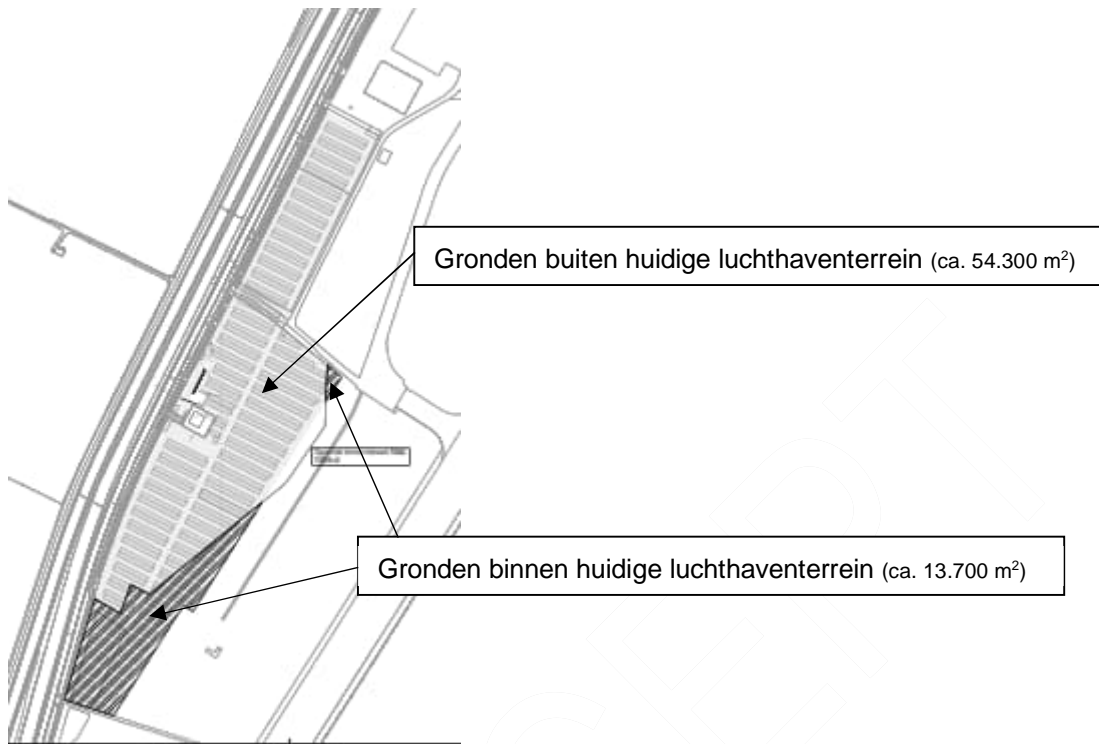 Gronden buiten huidige luchthaventerrein (ca. 54.300 m²)
Gronden binnen huidige luchthaventerrein (ca. 13.700 m²)